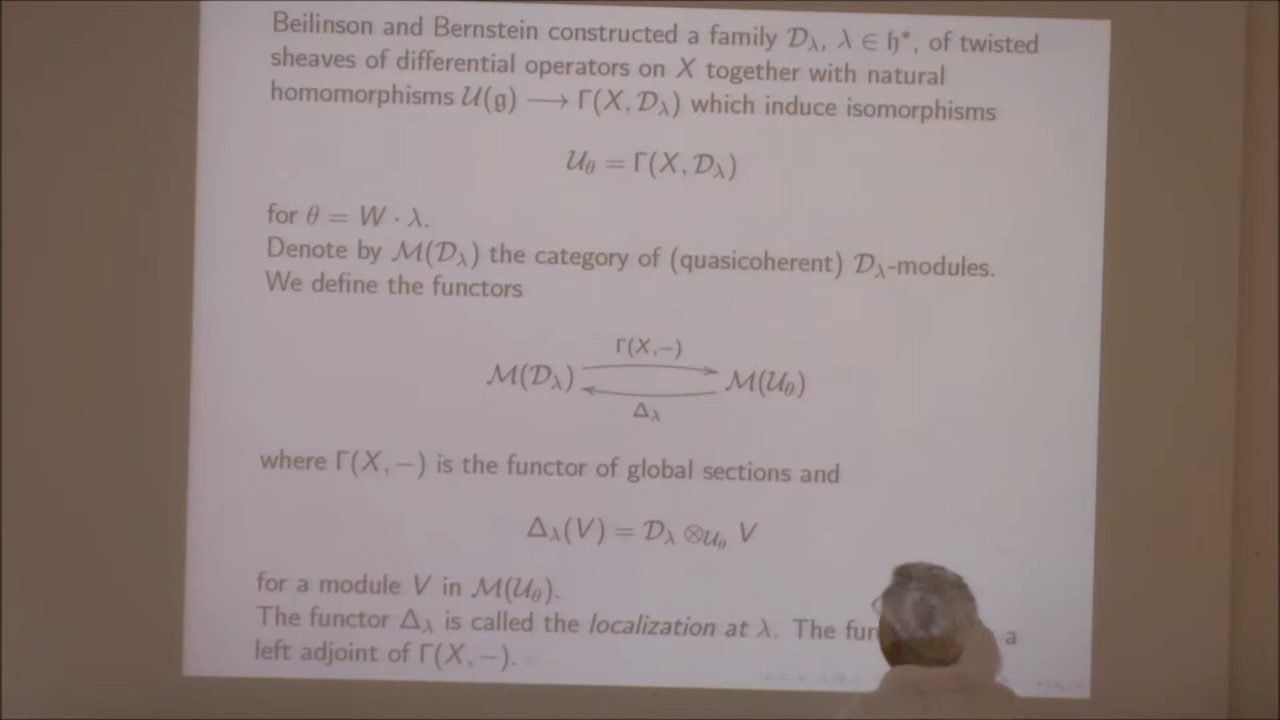 Beilinson and Bernstein constructed a family 𝒟_λ, λ ∈ 𝔥*, of twisted
sheaves of differential operators on X together with natural
homomorphisms 𝒰(𝔤) ⟶ Γ(X, 𝒟_λ) which induce isomorphisms
𝒰_θ = Γ(X, 𝒟_λ)
for θ = W · λ.
Denote by ℳ(𝒟_λ) the category of (quasicoherent) 𝒟_λ-modules.
We define the functors
Γ(X,−)
ℳ(𝒟_λ) ⇄ ℳ(𝒰_θ)
Δ_λ
where Γ(X, −) is the functor of global sections and
Δ_λ(V) = 𝒟_λ ⊗_{𝒰_θ} V
for a module V in ℳ(𝒰_θ).
The functor Δ_λ is called the localization at λ. The a
left adjoint of Γ(X, −).